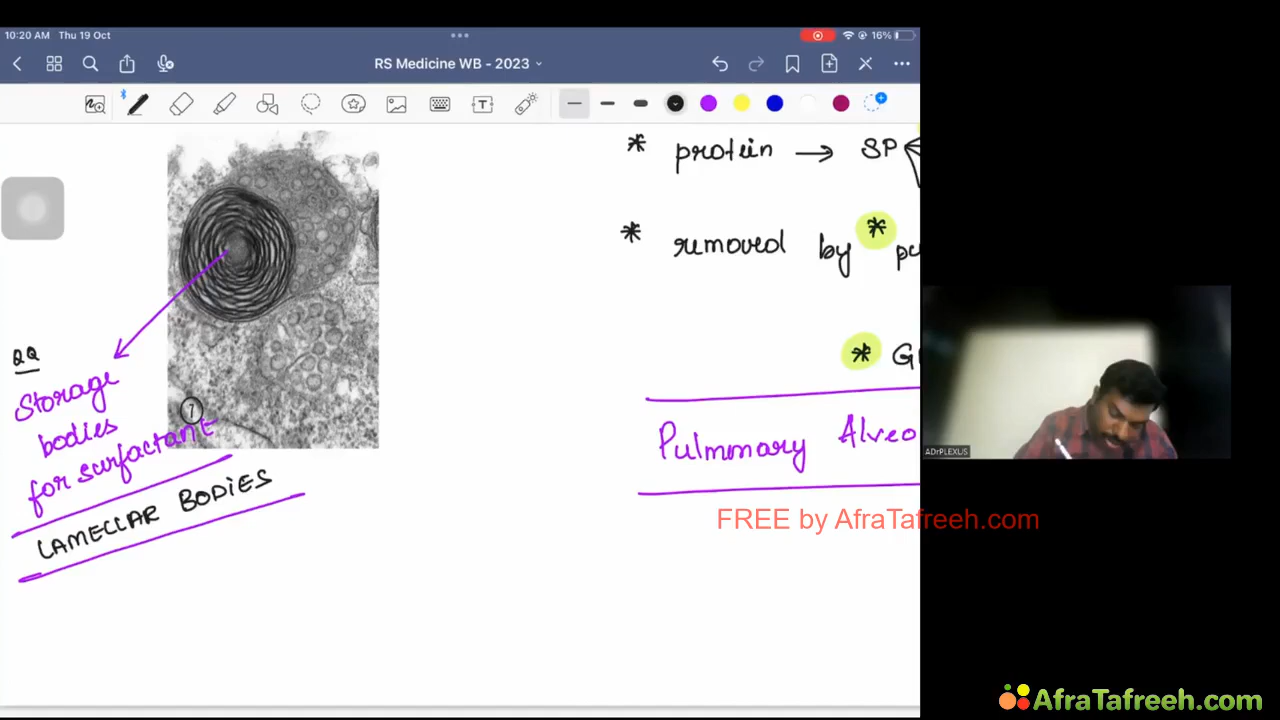 10:20 AM Thu 19 Oct
16%
RS Medicine WB - 2023
T
* protein → SP
* removed by *
* G
QQ
Storage
bodies
for surfactant
LAMELLAR BODIES
1
Pulmonary Alveo
ADrPLEXUS
FREE by AfraTafreeh.com
AfraTafreeh.com